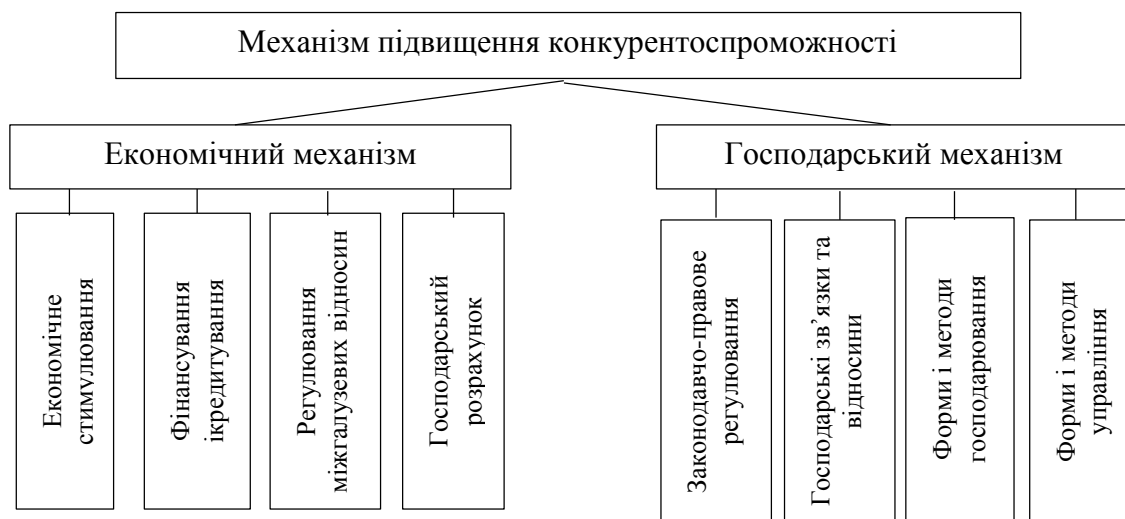 Механізм підвищення конкурентоспроможності
Економічний механізм
Господарський механізм
Економічне
стимулювання
Фінансування
ікредитування
Регулювання
міжгалузевих відносин
Господарський
розрахунок
Законодавчо-правове
регулювання
Господарські зв’язки та
відносини
Форми і методи
господарювання
Форми і методи
управління